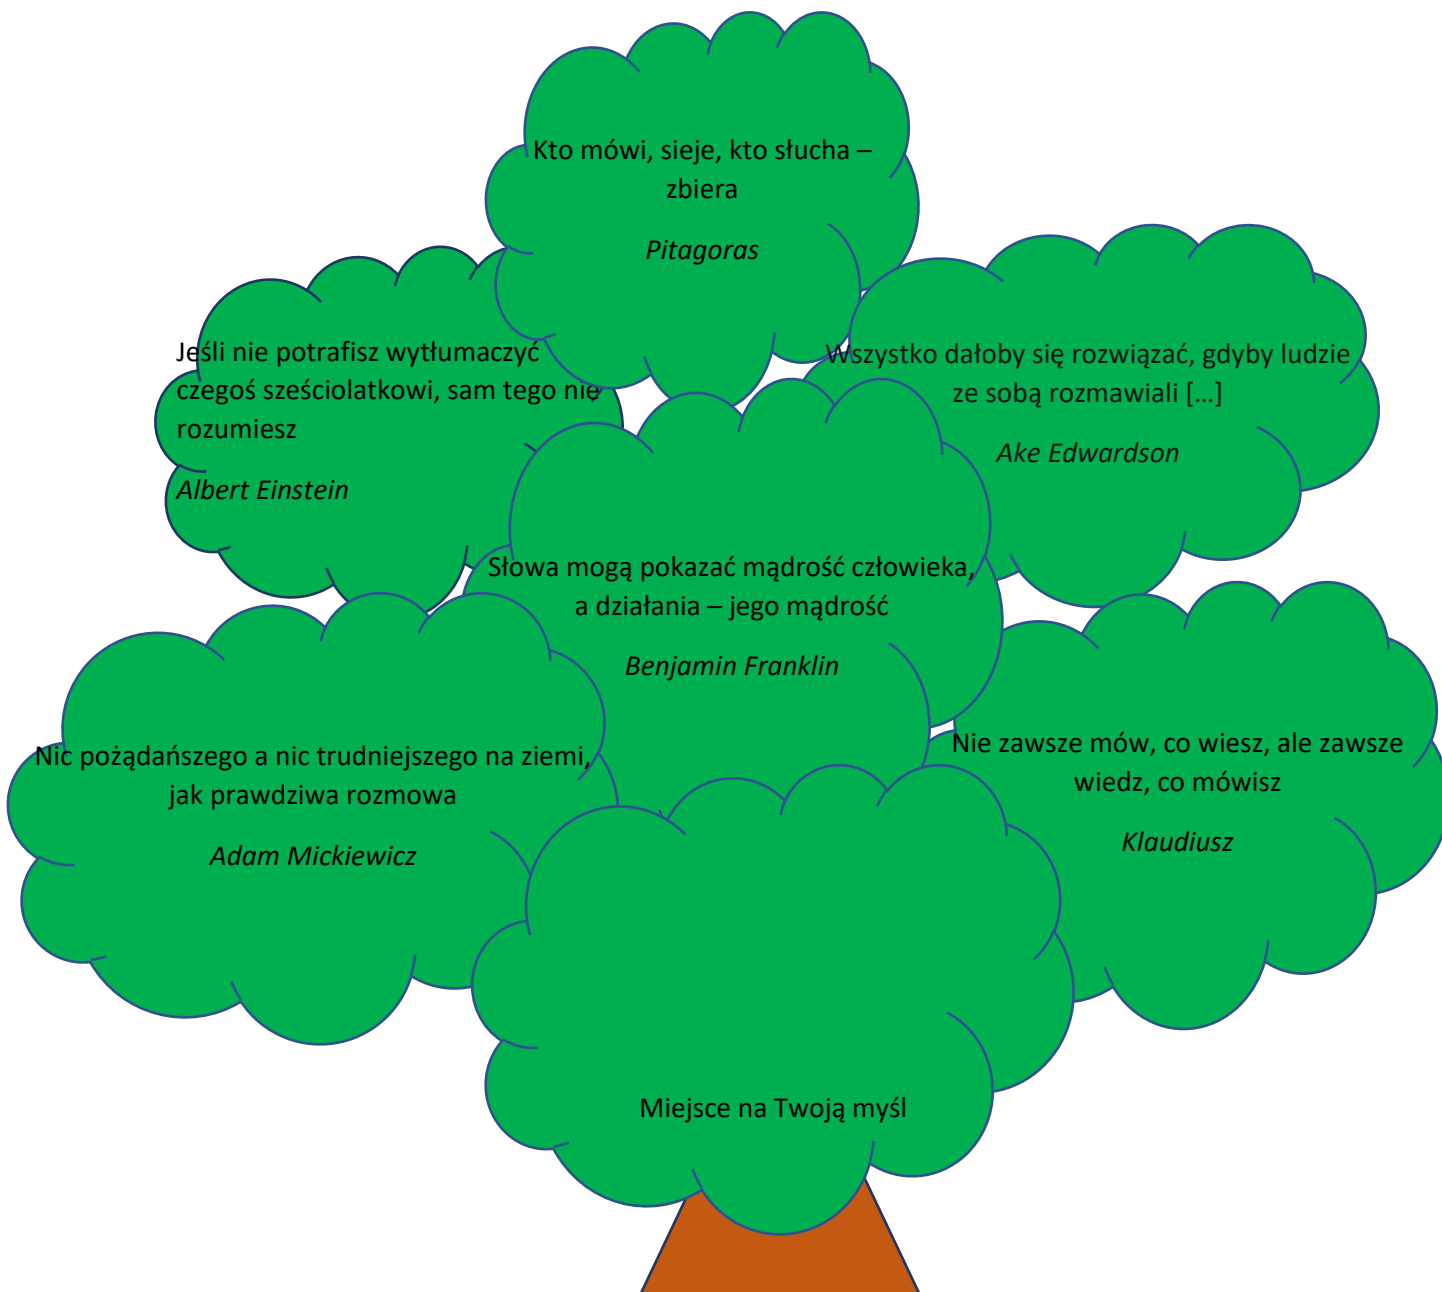 Kto mówi, sieje, kto słucha –
zbiera
Pitagoras
Jeśli nie potrafisz wytłumaczyć
czegoś sześciolatkowi, sam tego nie
rozumiesz
Albert Einstein
Wszystko dałoby się rozwiązać, gdyby ludzie
ze sobą rozmawiali [...]
Ake Edwardson
Słowa mogą pokazać mądrość człowieka,
a działania – jego mądrość
Benjamin Franklin
Nic pożądańszego a nic trudniejszego na ziemi,
jak prawdziwa rozmowa
Adam Mickiewicz
Nie zawsze mów, co wiesz, ale zawsze
wiedz, co mówisz
Klaudiusz
Miejsce na Twoją myśl